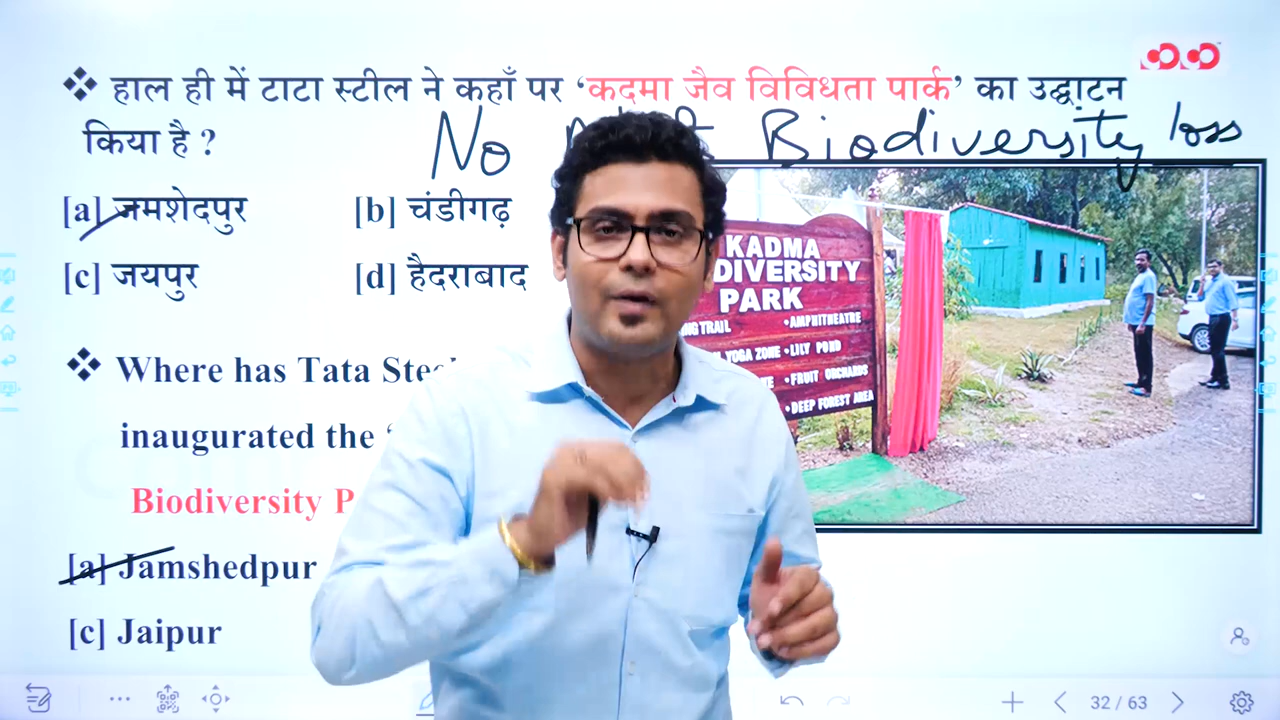 ❖ हाल ही में टाटा स्टील ने कहाँ पर ‘कदमा जैव विविधता पार्क’ का उद्घाटन
किया है ?
No Biodiversity loss
[a] जमशेदपुर [b] चंडीगढ़
[c] जयपुर [d] हैदराबाद
❖ Where has Tata
inaugurated the ‘
Biodiversity
[a] Jamshedpur
[c] Jaipur
KADMA
DIVERSITY
PARK
TRAIL •AMPHITHEATRE
YOGA ZONE •LILY POND
•FRUIT ORCHARDS
•DEEP FOREST AREA
32 / 63